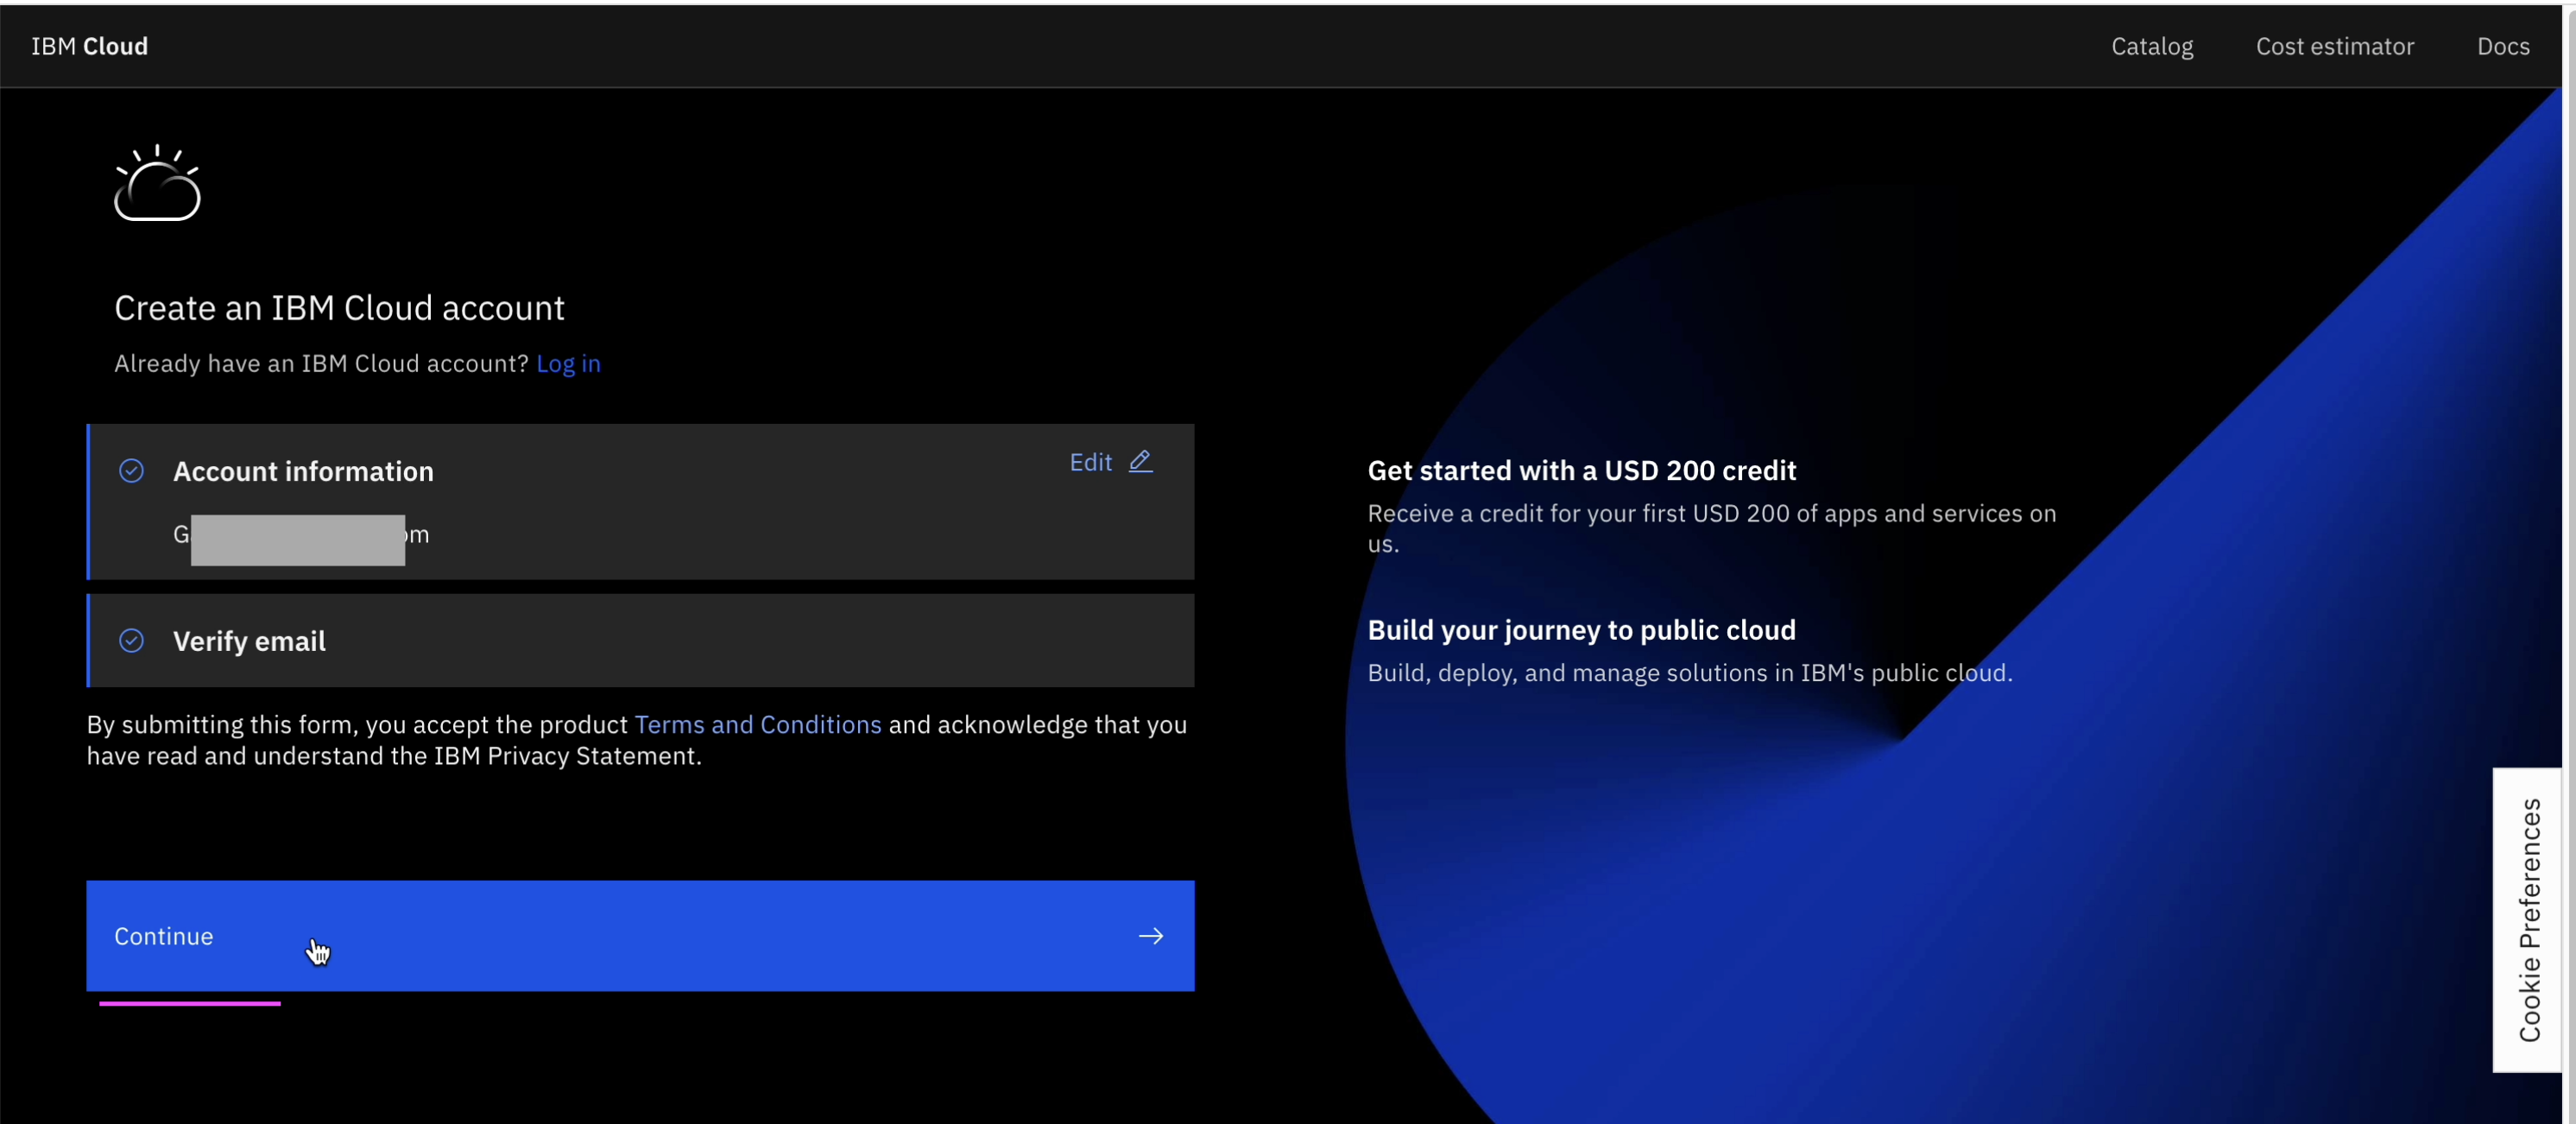 IBM Cloud
Catalog
Cost estimator
Docs
Create an IBM Cloud account
Already have an IBM Cloud account? Log in
Account information
Edit
Verify email
By submitting this form, you accept the product Terms and Conditions and acknowledge that you
have read and understand the IBM Privacy Statement.
Continue
Get started with a USD 200 credit
Receive a credit for your first USD 200 of apps and services on
us.
Build your journey to public cloud
Build, deploy, and manage solutions in IBM's public cloud.
Cookie Preferences